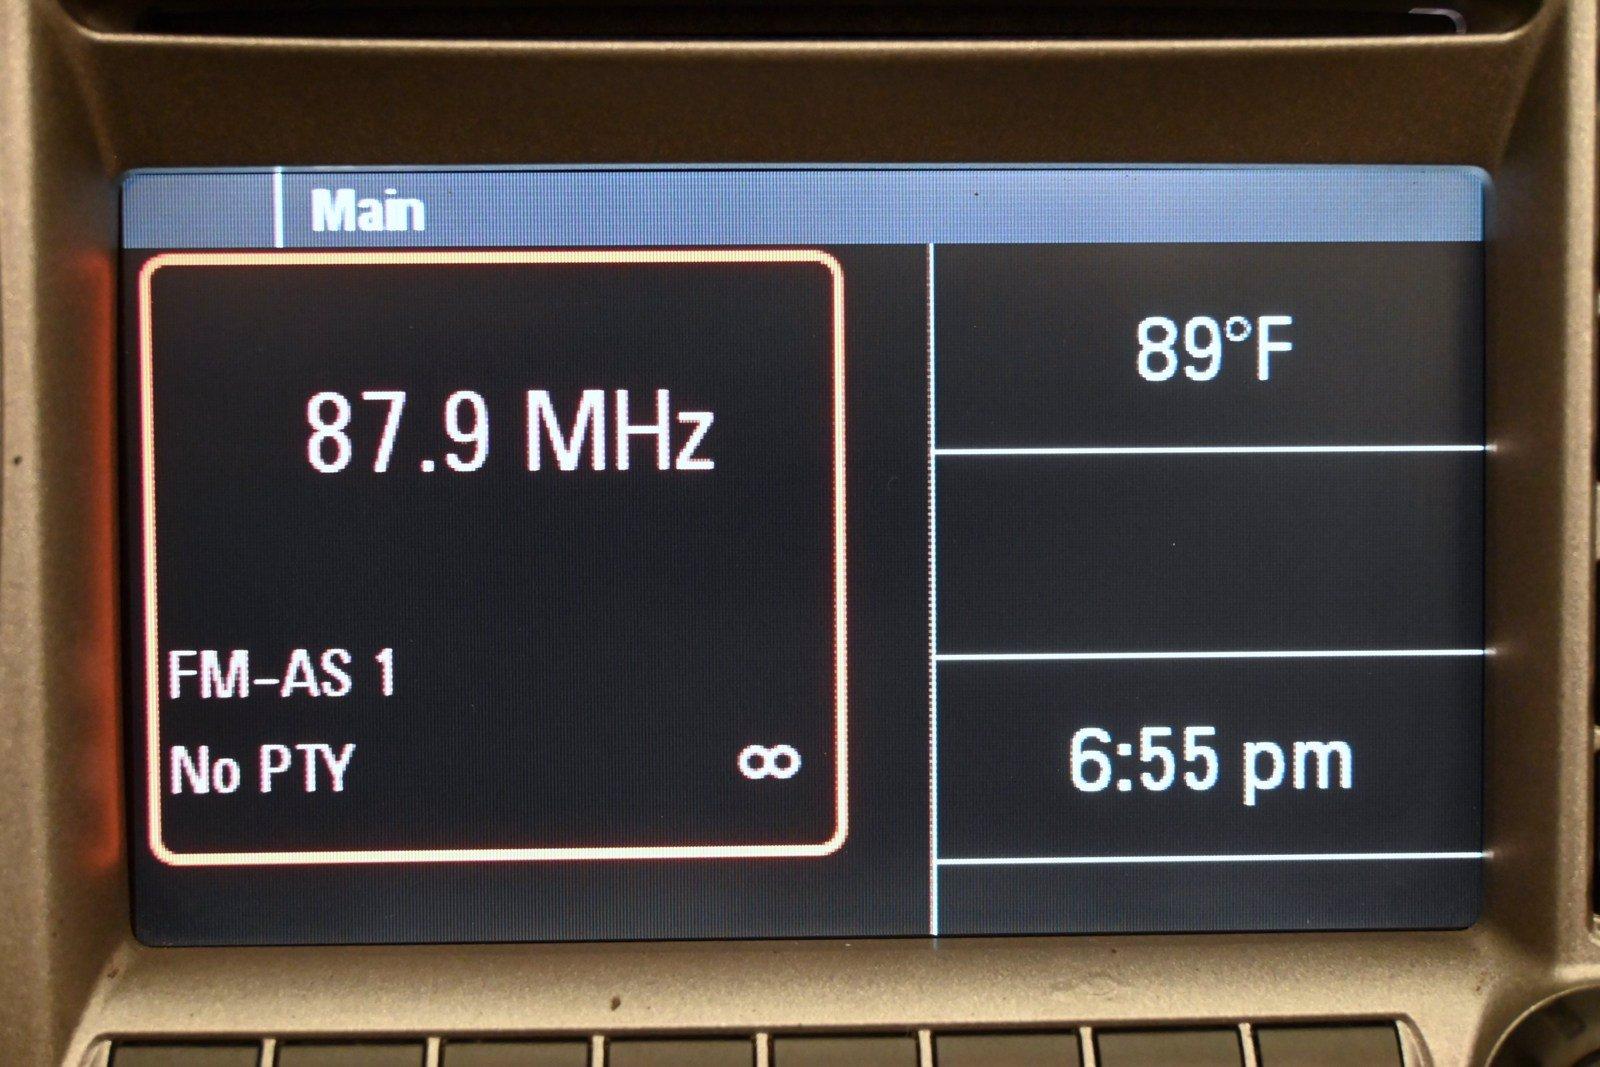 Main
87.9 MHz
FM-AS 1
No PTY
89°F
6:55 pm